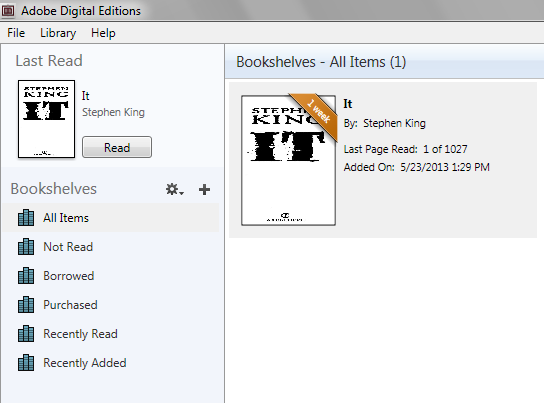 Adobe Digital Editions
File Library Help
Last Read
STEPHEN
KING
IT
It
Stephen King
Read
Bookshelves
All Items
Not Read
Borrowed
Purchased
Recently Read
Recently Added
Bookshelves - All Items (1)
STEPHEN
KING
IT
1 week
It
By: Stephen King
Last Page Read: 1 of 1027
Added On: 5/23/2013 1:29 PM